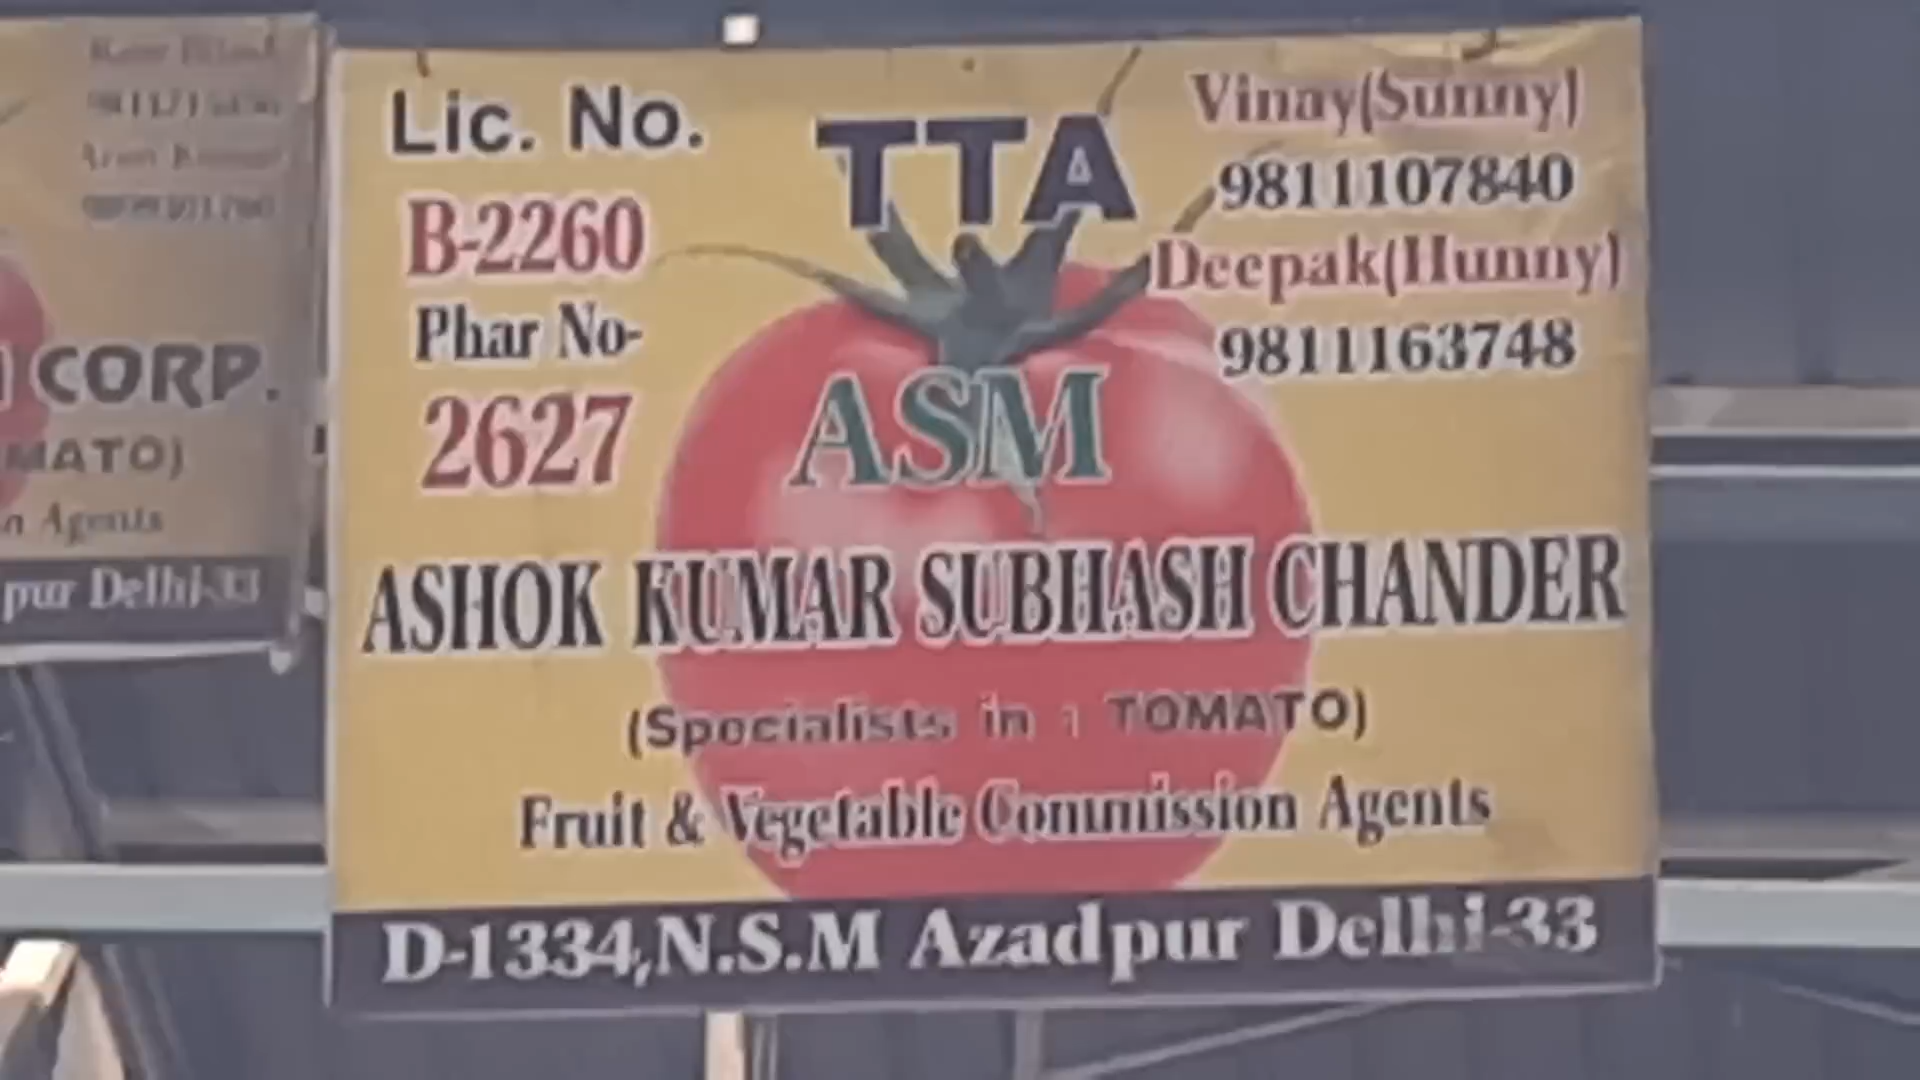 Lic. No.
B-2260
Phar No-
2627
TTA
ASM
Vinay(Sunny)
9811107840
Deepak(Hunny)
9811163748
ASHOK KUMAR SUBHASH CHANDER
(Specialists in : TOMATO)
Fruit & Vegetable Commission Agents
D-1334,N.S.M Azadpur Delhi-33
CORP.
MATO)
n Agents
pur Delhi-33